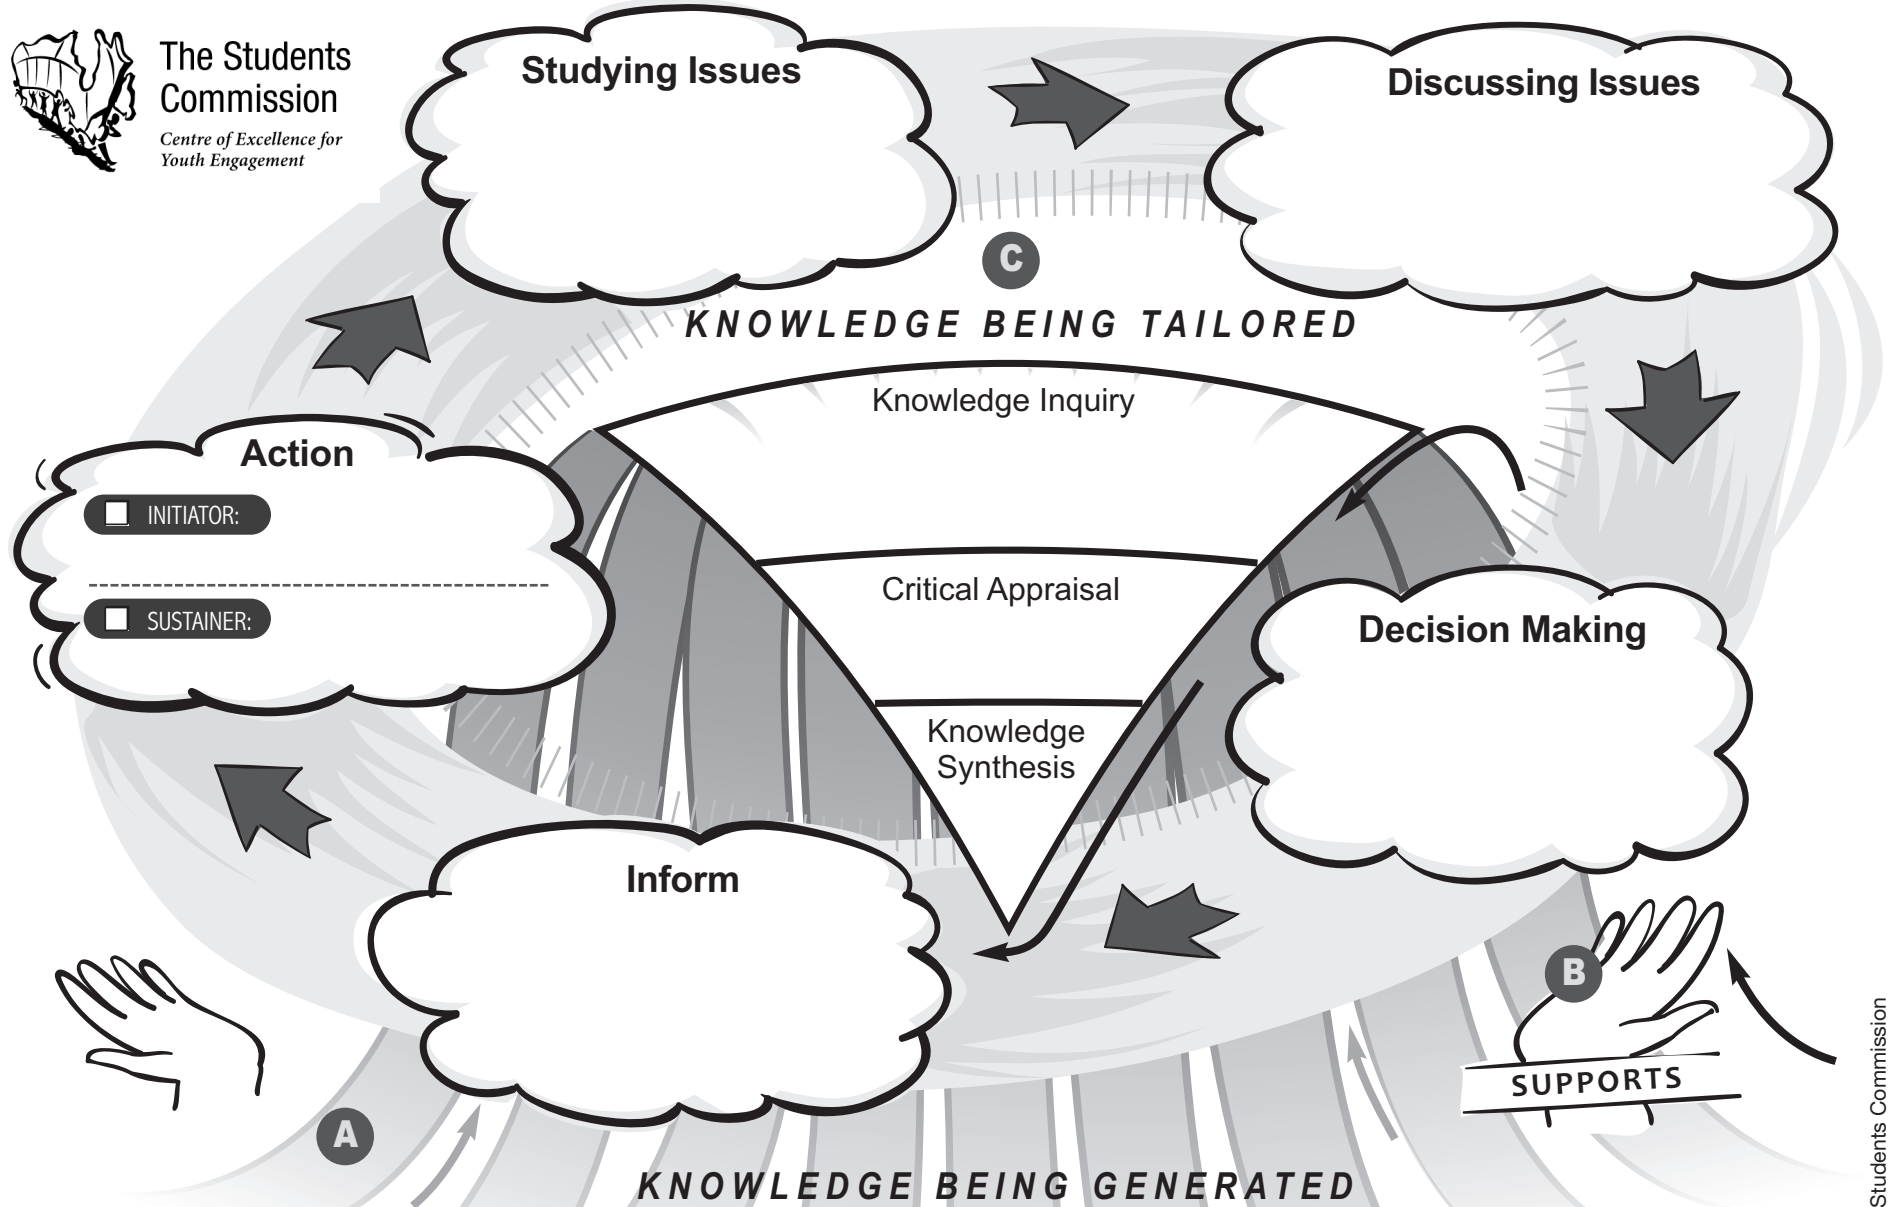 The Students
Commission
Centre of Excellence for
Youth Engagement
Studying Issues
Discussing Issues
C
KNOWLEDGE BEING TAILORED
Knowledge Inquiry
Action
INITIATOR:
SUSTAINER:
Critical Appraisal
Decision Making
Knowledge
Synthesis
Inform
B
SUPPORTS
A
KNOWLEDGE BEING GENERATED
Students Commission